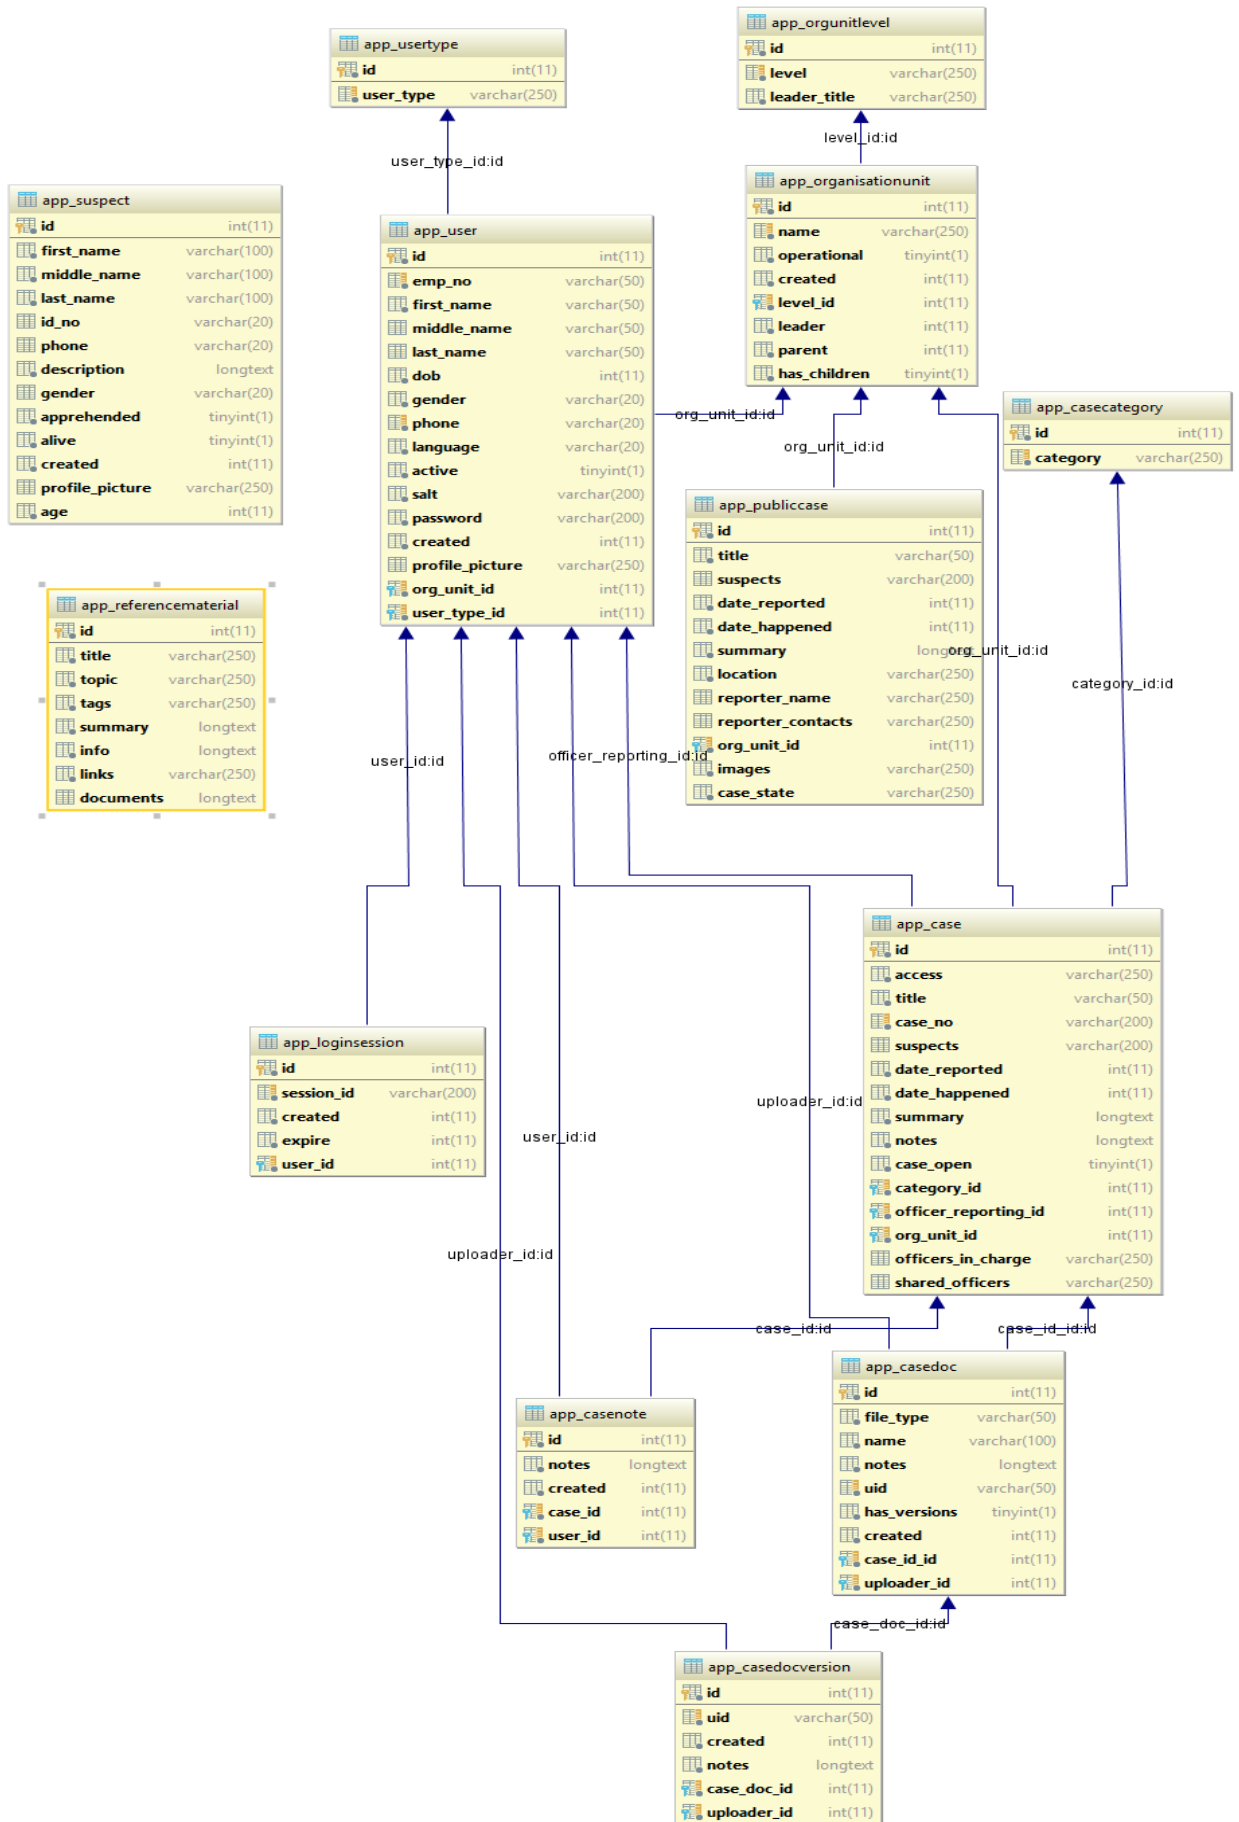 app_usertype
id int(11)
user_type varchar(250)
app_orgunitlevel
id int(11)
level varchar(250)
leader_title varchar(250)
user_type_id:id
level_id:id
app_suspect
id int(11)
first_name varchar(100)
middle_name varchar(100)
last_name varchar(100)
id_no varchar(20)
phone varchar(20)
description longtext
gender varchar(20)
apprehended tinyint(1)
alive tinyint(1)
created int(11)
profile_picture varchar(250)
age int(11)
app_user
id int(11)
emp_no varchar(50)
first_name varchar(50)
middle_name varchar(50)
last_name varchar(50)
dob int(11)
gender varchar(20)
phone varchar(20)
language varchar(20)
active tinyint(1)
salt varchar(200)
password varchar(200)
created int(11)
profile_picture varchar(250)
org_unit_id int(11)
user_type_id int(11)
app_organisationunit
id int(11)
name varchar(250)
operational tinyint(1)
created int(11)
level_id int(11)
leader int(11)
parent int(11)
has_children tinyint(1)
org_unit_id:id
org_unit_id:id
app_casecategory
id int(11)
category varchar(250)
app_publiccase
id int(11)
title varchar(50)
suspects varchar(200)
date_reported int(11)
date_happened int(11)
summary longtext
location varchar(250)
reporter_name varchar(250)
reporter_contacts varchar(250)
org_unit_id int(11)
images varchar(250)
case_state varchar(250)
org_unit_id:id
category_id:id
app_referencematerial
id int(11)
title varchar(250)
topic varchar(250)
tags varchar(250)
summary longtext
info longtext
links varchar(250)
documents longtext
user_id:id
officer_reporting_id:id
app_case
id int(11)
access varchar(250)
title varchar(50)
case_no varchar(200)
suspects varchar(200)
date_reported int(11)
date_happened int(11)
summary longtext
notes longtext
case_open tinyint(1)
category_id int(11)
officer_reporting_id int(11)
org_unit_id int(11)
officers_in_charge varchar(250)
shared_officers varchar(250)
app_loginsession
id int(11)
session_id varchar(200)
created int(11)
expire int(11)
user_id int(11)
uploader_id:id
user_id:id
uploader_id:id
case_id:id
case_id_id:id
app_casedoc
id int(11)
file_type varchar(50)
name varchar(100)
notes longtext
uid varchar(50)
has_versions tinyint(1)
created int(11)
case_id_id int(11)
uploader_id int(11)
app_casenote
id int(11)
notes longtext
created int(11)
case_id int(11)
user_id int(11)
case_doc_id:id
app_casedocversion
id int(11)
uid varchar(50)
created int(11)
notes longtext
case_doc_id int(11)
uploader_id int(11)